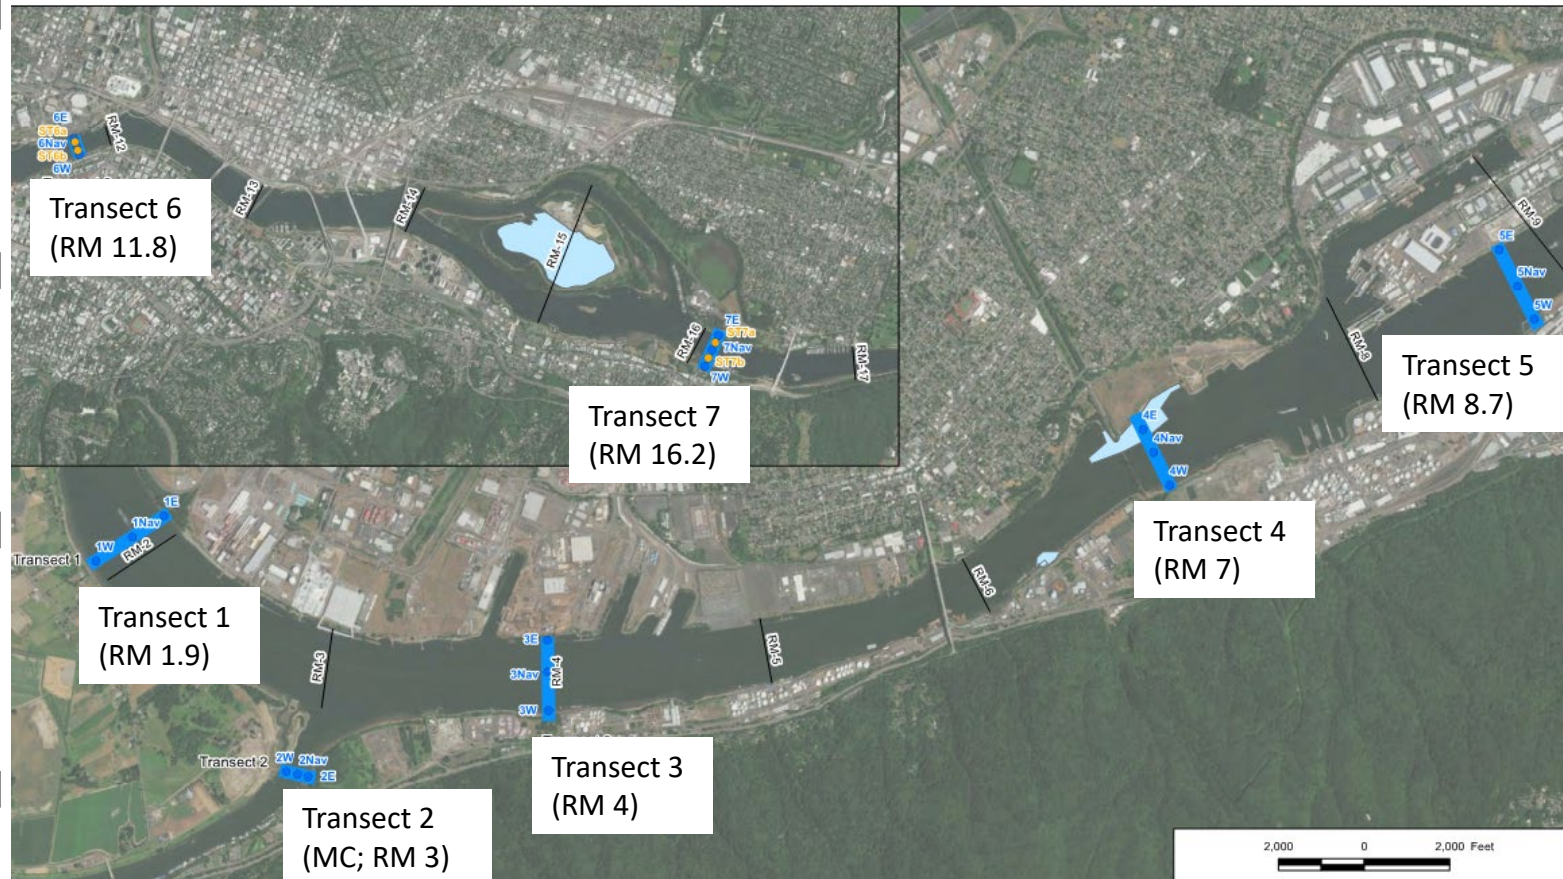 6E
ST6a
6Nav
ST6b
6W
RM-12
Transect 6
(RM 11.8)
RM-13
RM-14
RM-15
RM-16
7E
ST7a
7Nav
ST7b
7W
RM-17
Transect 7
(RM 16.2)
RM-9
5E
5Nav
5W
RM-8
Transect 5
(RM 8.7)
4E
4Nav
4W
Transect 4
(RM 7)
1E
1Nav
1W
RM-2
Transect 1
Transect 1
(RM 1.9)
RM-3
3E
3Nav
RM-4
3W
RM-5
RM-6
Transect 2
2W
2Nav
2E
Transect 3
(RM 4)
Transect 2
(MC; RM 3)
2,000 0 2,000 Feet